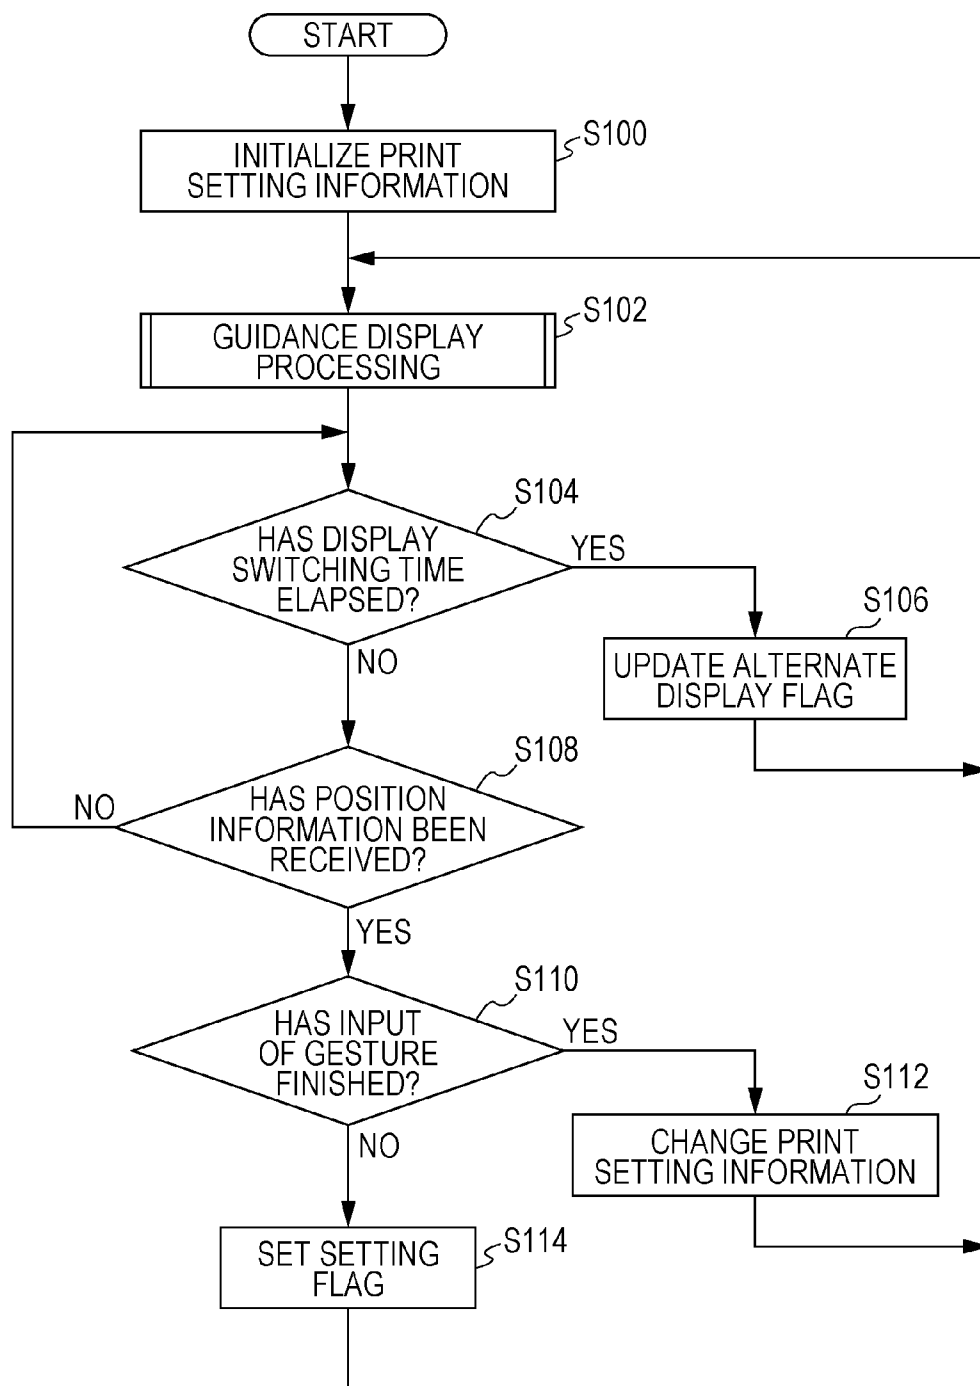 START
S100
INITIALIZE PRINT
SETTING INFORMATION
S102
GUIDANCE DISPLAY
PROCESSING
S104
HAS DISPLAY
SWITCHING TIME
ELAPSED?
YES
NO
S106
UPDATE ALTERNATE
DISPLAY FLAG
S108
HAS POSITION
INFORMATION BEEN
RECEIVED?
NO
YES
S110
HAS INPUT
OF GESTURE
FINISHED?
YES
NO
S112
CHANGE PRINT
SETTING INFORMATION
S114
SET SETTING
FLAG